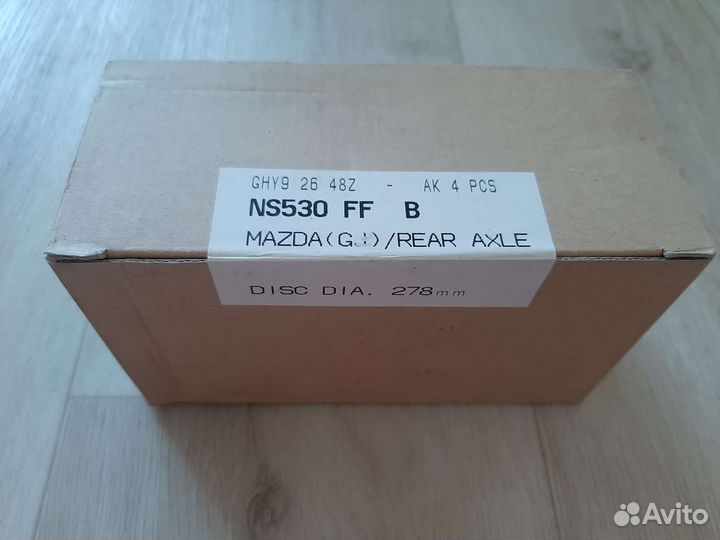 GHY9 26 48Z - AK 4 PCS
NS530 FF B
MAZDA(GJ)/REAR AXLE
DISC DIA. 278mm
Avito